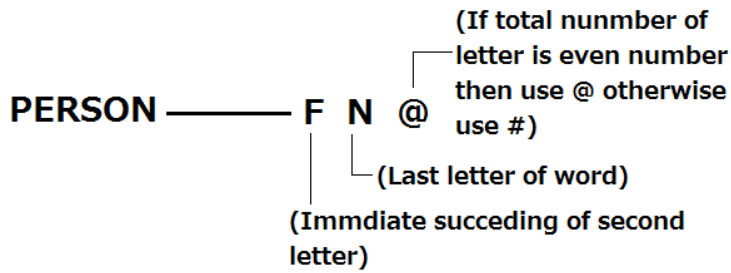 (If total nunmber of
letter is even number
then use @ otherwise
use #)
PERSON F N @
(Last letter of word)
(Immdiate succeding of second
letter)